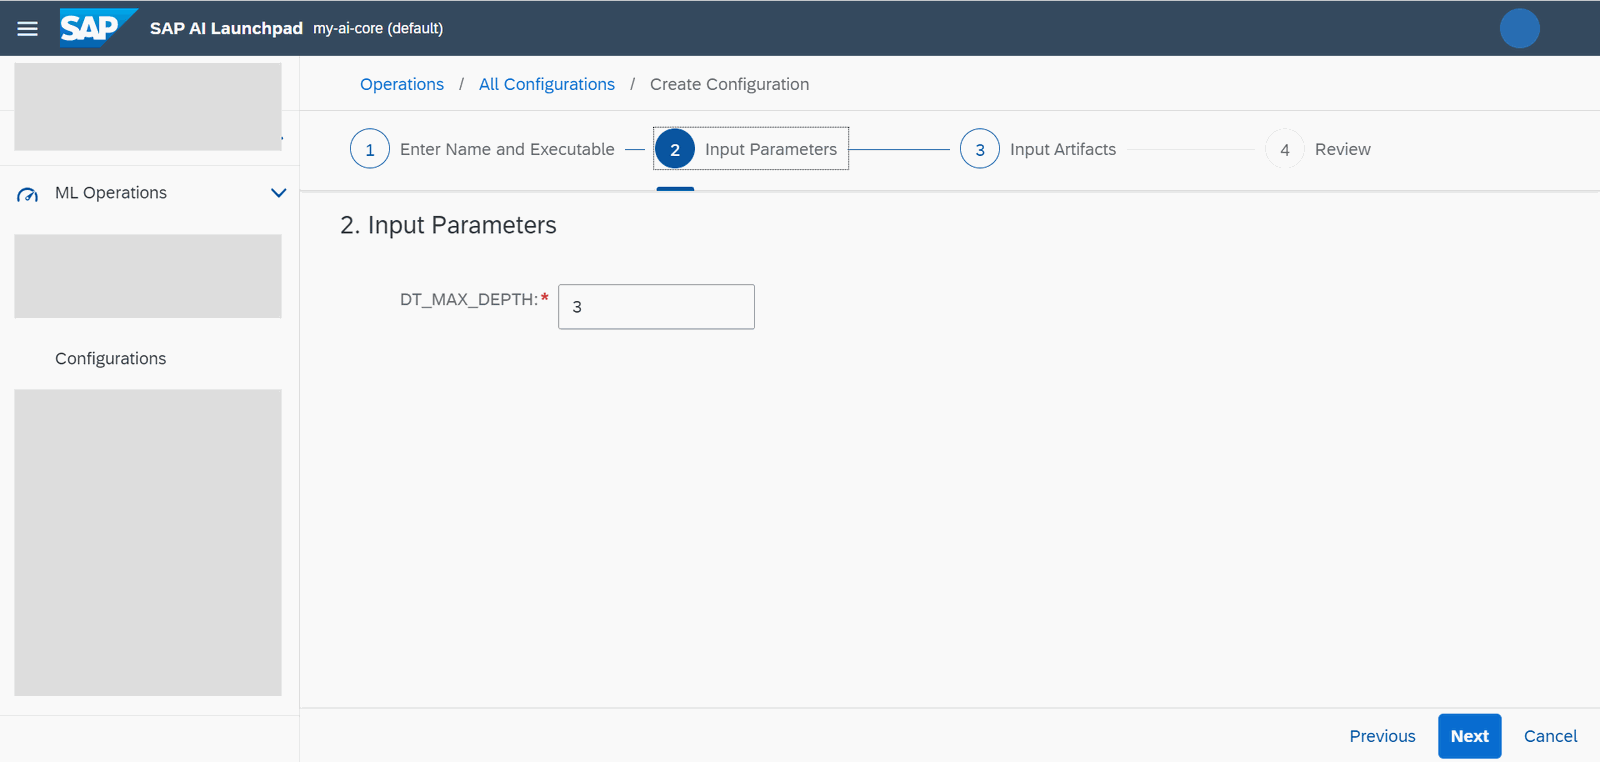 SAP SAP AI Launchpad my-ai-core (default)
Operations / All Configurations / Create Configuration
1 Enter Name and Executable 2 Input Parameters 3 Input Artifacts 4 Review
ML Operations
Configurations
2. Input Parameters
DT_MAX_DEPTH:* 3
Previous Next Cancel